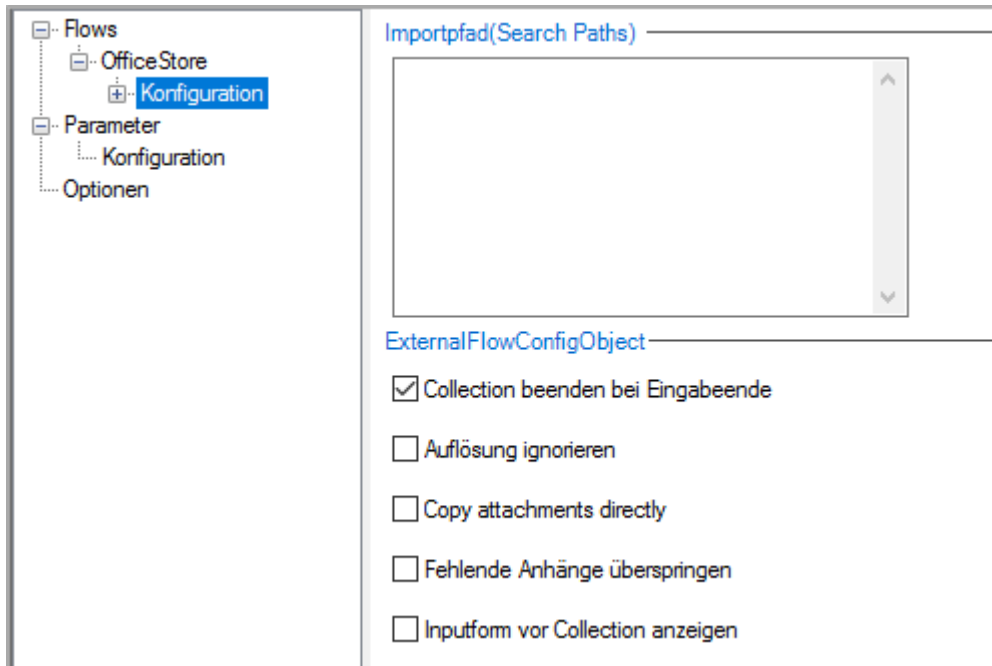 Flows
OfficeStore
Konfiguration
Parameter
Konfiguration
Optionen
Importpfad(Search Paths)
ExternalFlowConfigObject
Collection beenden bei Eingabeende
Auflösung ignorieren
Copy attachments directly
Fehlende Anhänge überspringen
Inputform vor Collection anzeigen